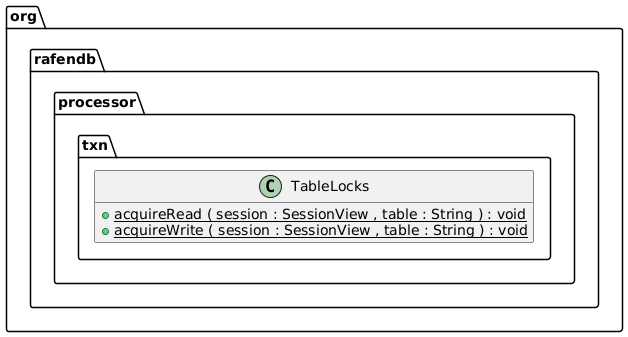 org
rafendb
processor
txn
C TableLocks
acquireRead ( session : SessionView , table : String ) : void
acquireWrite ( session : SessionView , table : String ) : void